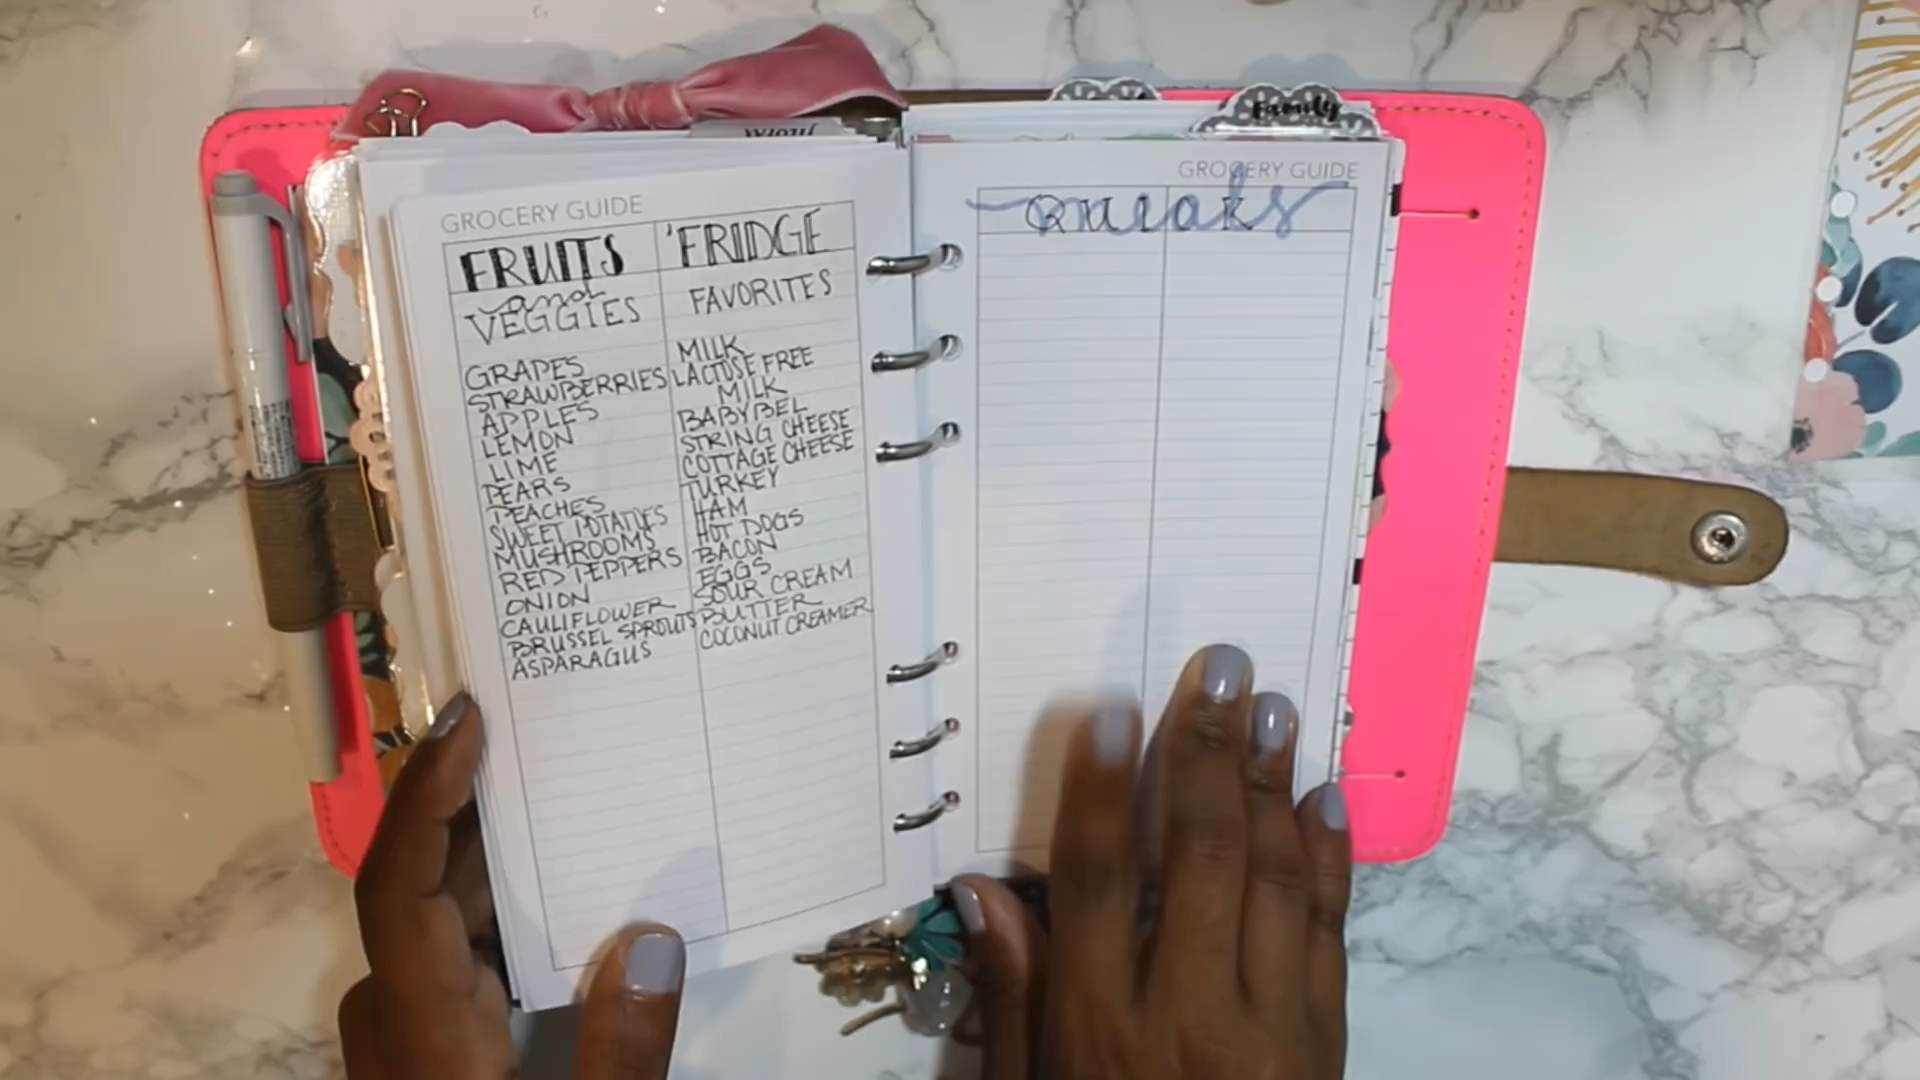 Family
GROCERY GUIDE
FRUITS
and
VEGGIES
GRAPES
STRAWBERRIES
APPLES
LEMON
LIME
PEARS
PEACHES
SWEET POTATOES
MUSHROOMS
RED PEPPERS
ONION
CAULIFLOWER
BRUSSEL SPROUTS
ASPARAGUS
'FRIDGE
FAVORITES
MILK
LACTOSE FREE
MILK
BABYBEL
STRING CHEESE
COTTAGE CHEESE
TURKEY
HAM
HOT DOGS
BACON
EGGS
SOUR CREAM
BUTTER
COCONUT CREAMER
GROCERY GUIDE